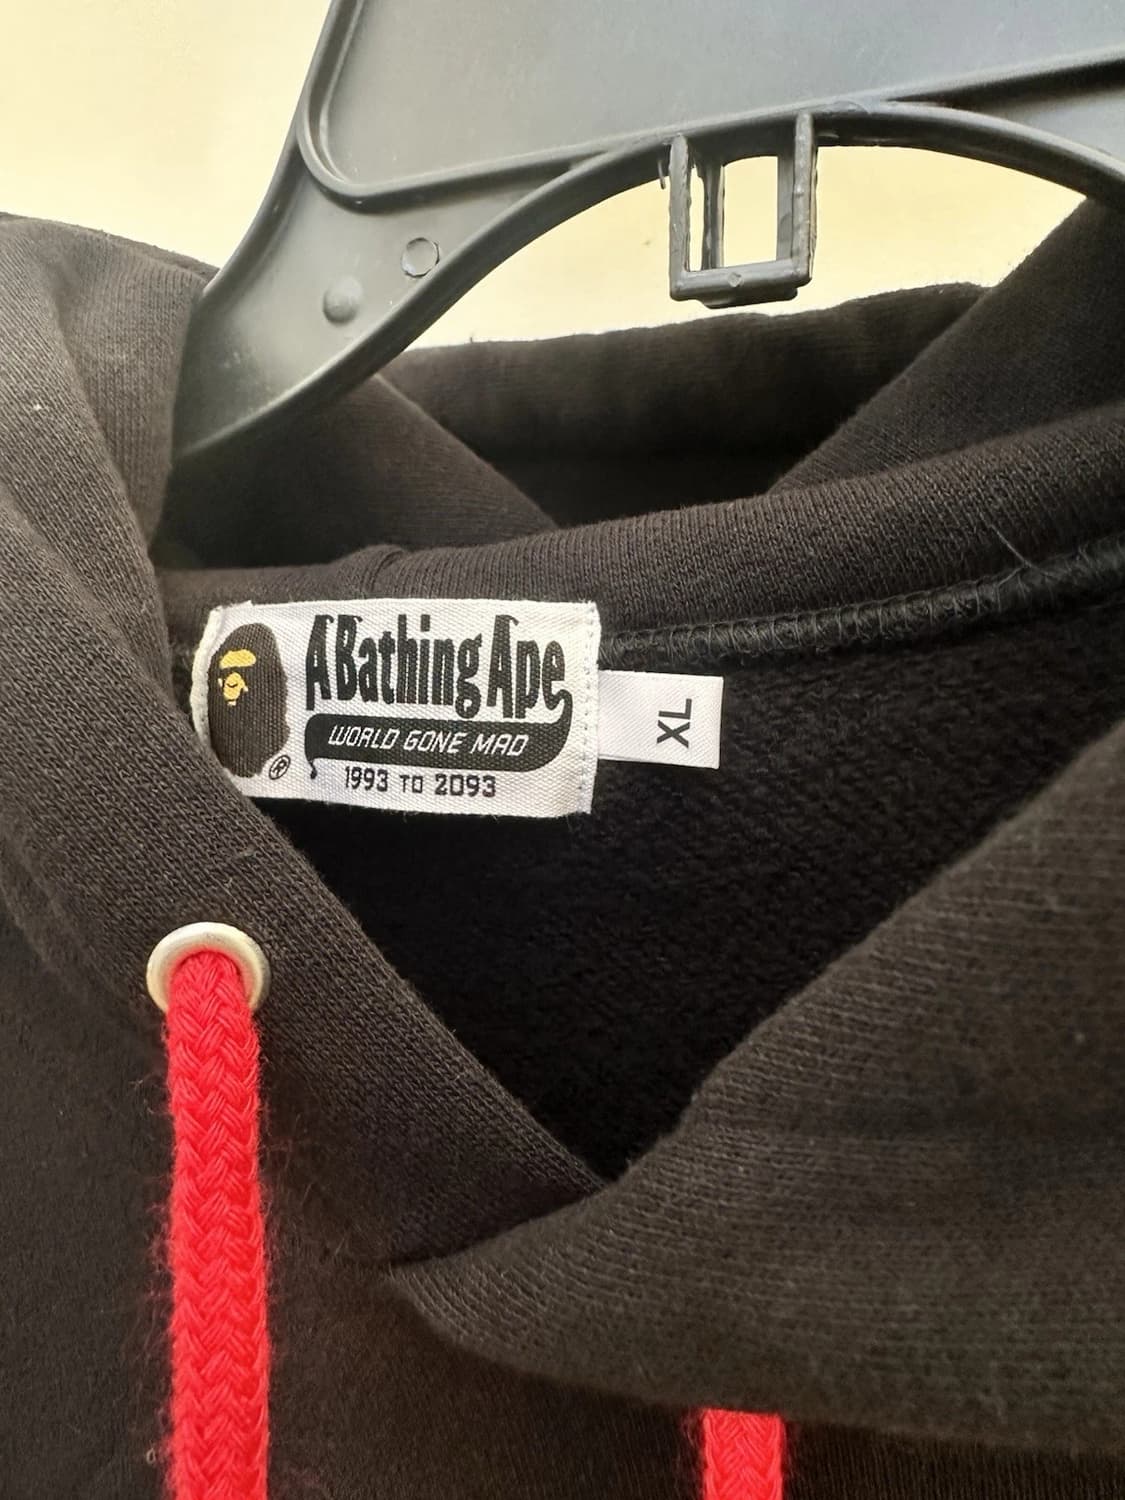 A Bathing Ape
WORLD GONE MAD
1993 TO 2093
®
XL